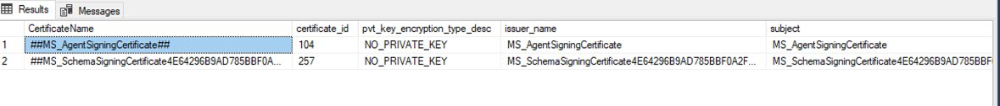 Results Messages
CertificateName certificate_id pvt_key_encryption_type_desc issuer_name subject
1 ##MS_AgentSigningCertificate## 104 NO_PRIVATE_KEY MS_AgentSigningCertificate MS_AgentSigningCertificate
2 ##MS_SchemaSigningCertificate4E64296B9AD785BBF0A... 257 NO_PRIVATE_KEY MS_SchemaSigningCertificate4E64296B9AD785BBF0A2F... MS_SchemaSigningCertificate4E64296B9AD785BBF